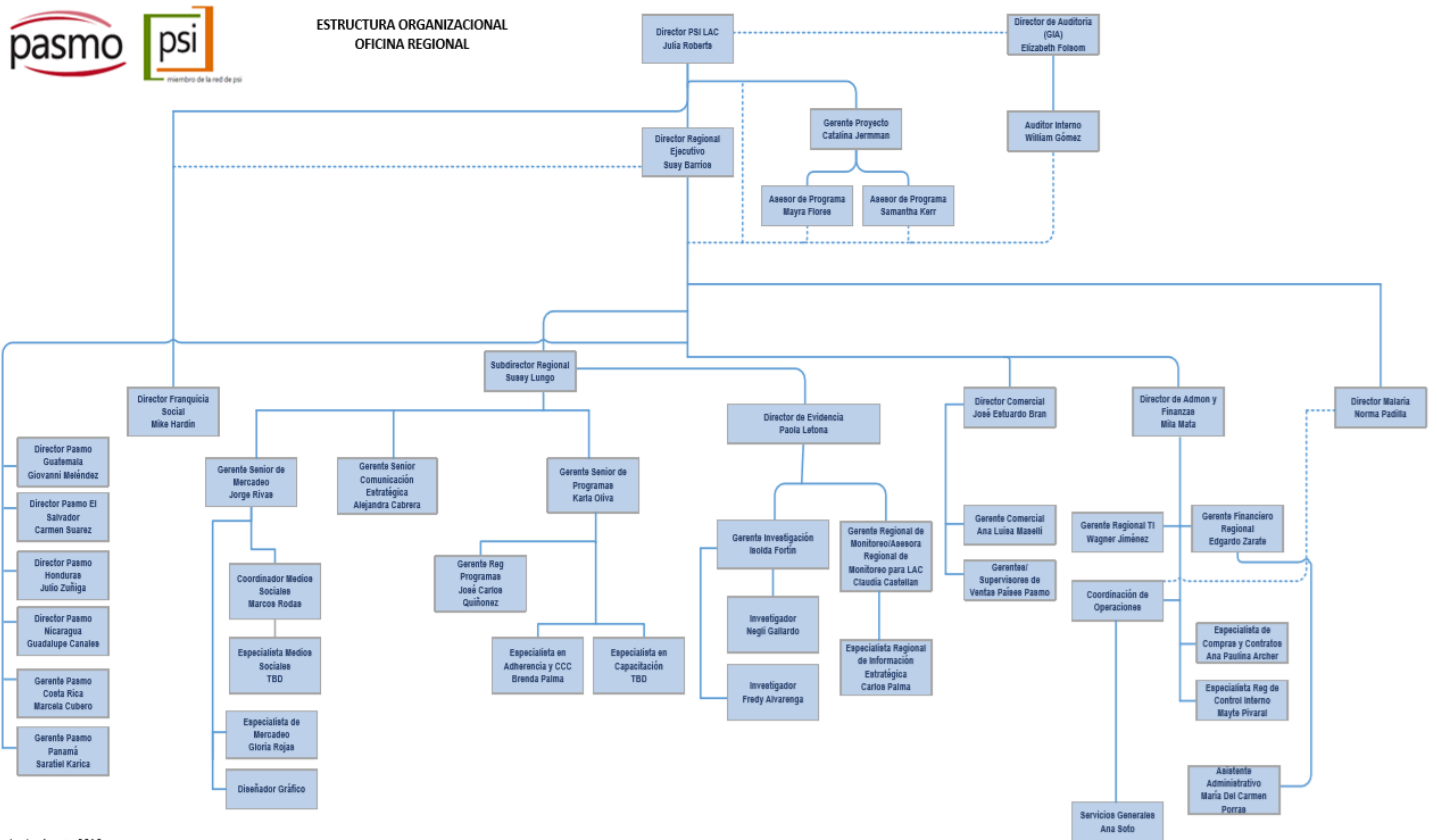 pasmo
psi
miembro de la red de psi
ESTRUCTURA ORGANIZACIONAL
OFICINA REGIONAL
Director PSI LAC
Julia Roberts
Director de Auditoría
(GIA)
Elizabeth Folsom
Gerente Proyecto
Catalina Jermman
Auditor Interno
William Gómez
Director Regional
Ejecutivo
Susy Barrios
Asesor de Programa
Mayra Flores
Asesor de Programa
Samantha Kerr
Subdirector Regional
Sussy Lungo
Director Franquicia
Social
Mike Hardin
Director de Evidencia
Paola Letona
Director Comercial
José Estuardo Bran
Director de Admon y
Finanzas
Mila Mata
Director Malaria
Norma Padilla
Director Pasmo
Guatemala
Giovanni Meléndez
Director Pasmo El
Salvador
Carmen Suarez
Director Pasmo
Honduras
Julio Zuñiga
Director Pasmo
Nicaragua
Guadalupe Canales
Gerente Pasmo
Costa Rica
Marcela Cubero
Gerente Pasmo
Panamá
Saratiel Karica
Gerente Senior de
Mercadeo
Jorge Rivas
Gerente Senior
Comunicación
Estratégica
Alejandra Cabrera
Gerente Senior de
Programas
Karla Oliva
Coordinador Medios
Sociales
Marcos Rodas
Especialista Medios
Sociales
TBD
Especialista de
Mercadeo
Gloria Rojas
Diseñador Gráfico
Gerente Reg
Programas
José Carlos
Quiñonez
Especialista en
Adherencia y CCC
Brenda Palma
Especialista en
Capacitación
TBD
Gerente Investigación
Isolda Fortin
Gerente Regional de
Monitoreo/Asesora
Regional de
Monitoreo para LAC
Claudia Castellan
Investigador
Negli Gallardo
Investigador
Fredy Alvarenga
Especialista Regional
de Información
Estratégica
Carlos Palma
Gerente Comercial
Ana Luisa Maselli
Gerentes/
Supervisores de
Ventas Países Pasmo
Gerente Regional TI
Wagner Jiménez
Gerente Financiero
Regional
Edgardo Zarate
Coordinación de
Operaciones
Especialista de
Compras y Contratos
Ana Paulina Archer
Especialista Reg de
Control Interno
Mayte Pivaral
Asistente
Administrativo
María Del Carmen
Porras
Servicios Generales
Ana Soto